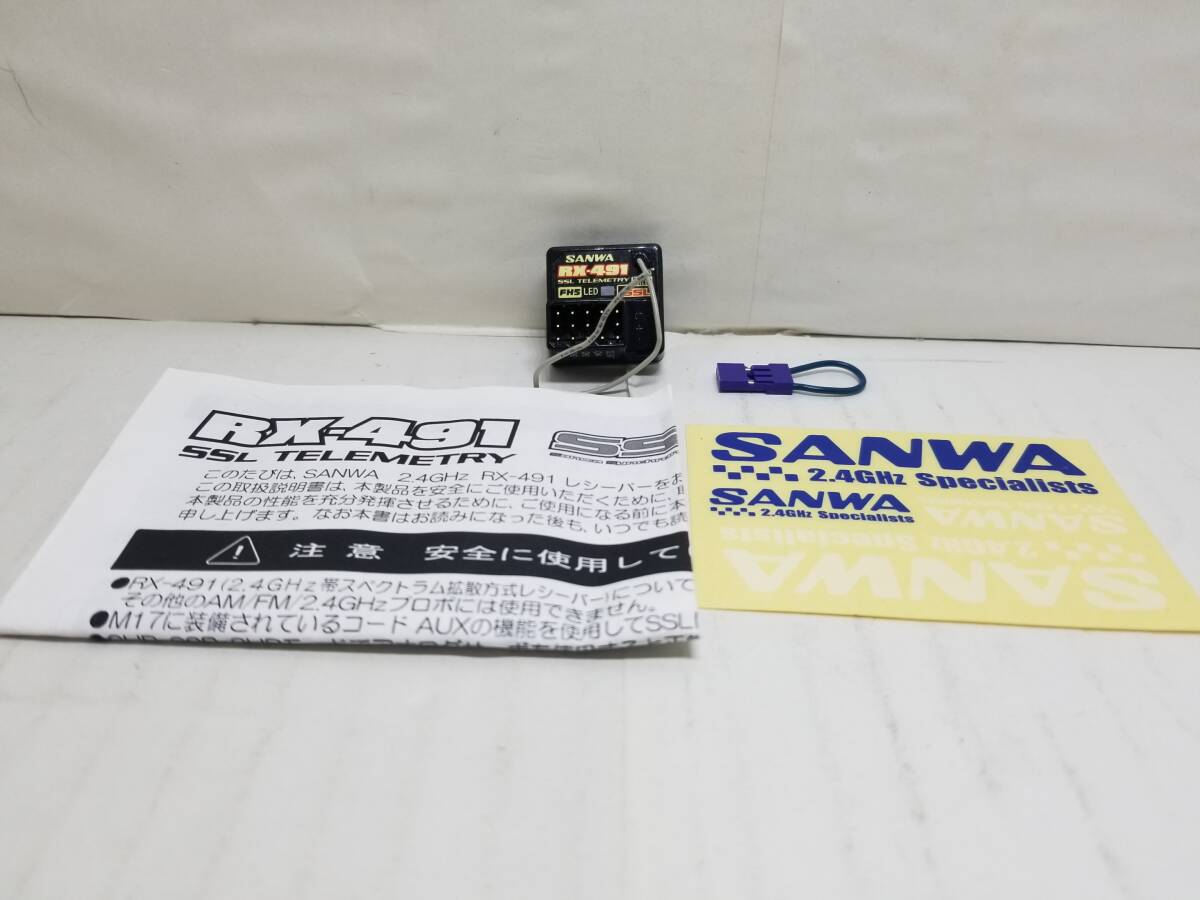 SANWA
RX-491
SSL TELEMETRY
FH5 LED SSL
RX-491
SSL TELEMETRY
このたびは、SANWA 2.4GHz RX-491 レシーバーをお
この取扱説明書は、本製品を安全にご使用いただくために、取
本製品の性能を充分発揮させるために、ご使用になる前に本
申し上げます。なお本書はお読みになった後も、いつでも読
注意 安全に使用して
●RX-491(2.4GHz帯スペクトラム拡散方式レシーバー)について
その他のAM/FM/2.4GHzプロポには使用できません。
●M17に装備されているコード AUXの機能を使用してSSL
SANWA
2.4GHz Specialists
SANWA
2.4GHz Specialists
SANWA
2.4GHz Specialists
SANWA